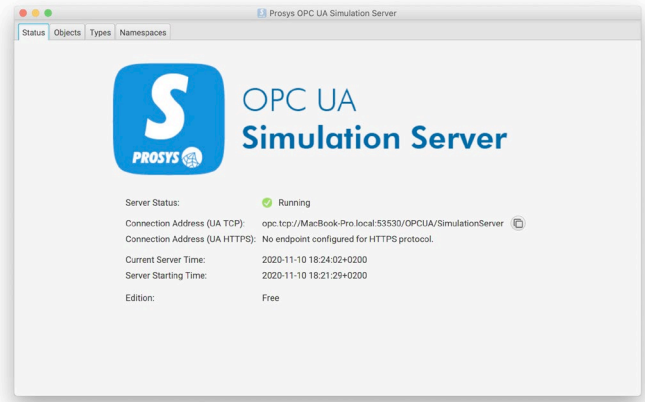 Prosys OPC UA Simulation Server
Status Objects Types Namespaces
S
PROSYS
OPC UA
Simulation Server
Server Status: Running
Connection Address (UA TCP): opc.tcp://MacBook-Pro.local:53530/OPCUA/SimulationServer
Connection Address (UA HTTPS): No endpoint configured for HTTPS protocol.
Current Server Time: 2020-11-10 18:24:02+0200
Server Starting Time: 2020-11-10 18:21:29+0200
Edition: Free